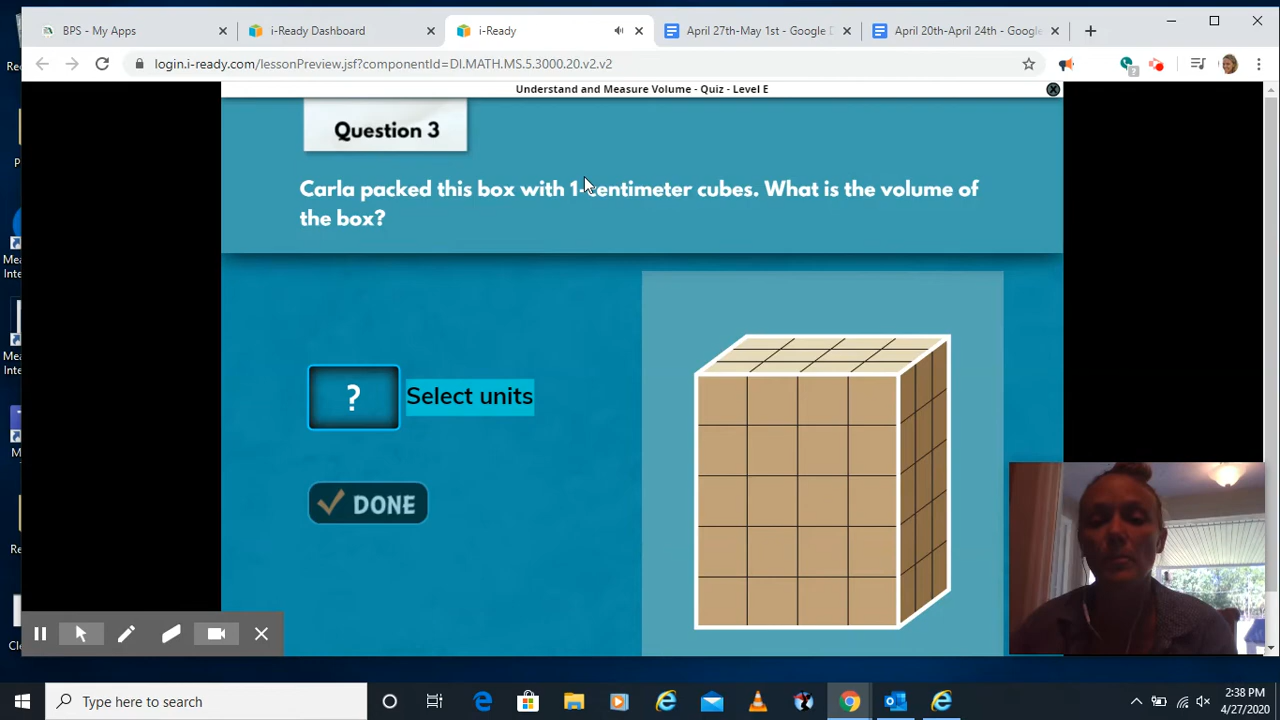 BPS - My Apps
i-Ready Dashboard
i-Ready
April 27th-May 1st - Google D
April 20th-April 24th - Google
login.i-ready.com/lessonPreview.jsf?componentId=DI.MATH.MS.5.3000.20.v2.v2
Understand and Measure Volume - Quiz - Level E
Question 3
Carla packed this box with 1-centimeter cubes. What is the volume of
the box?
?
Select units
DONE
Type here to search
2:38 PM
4/27/2020